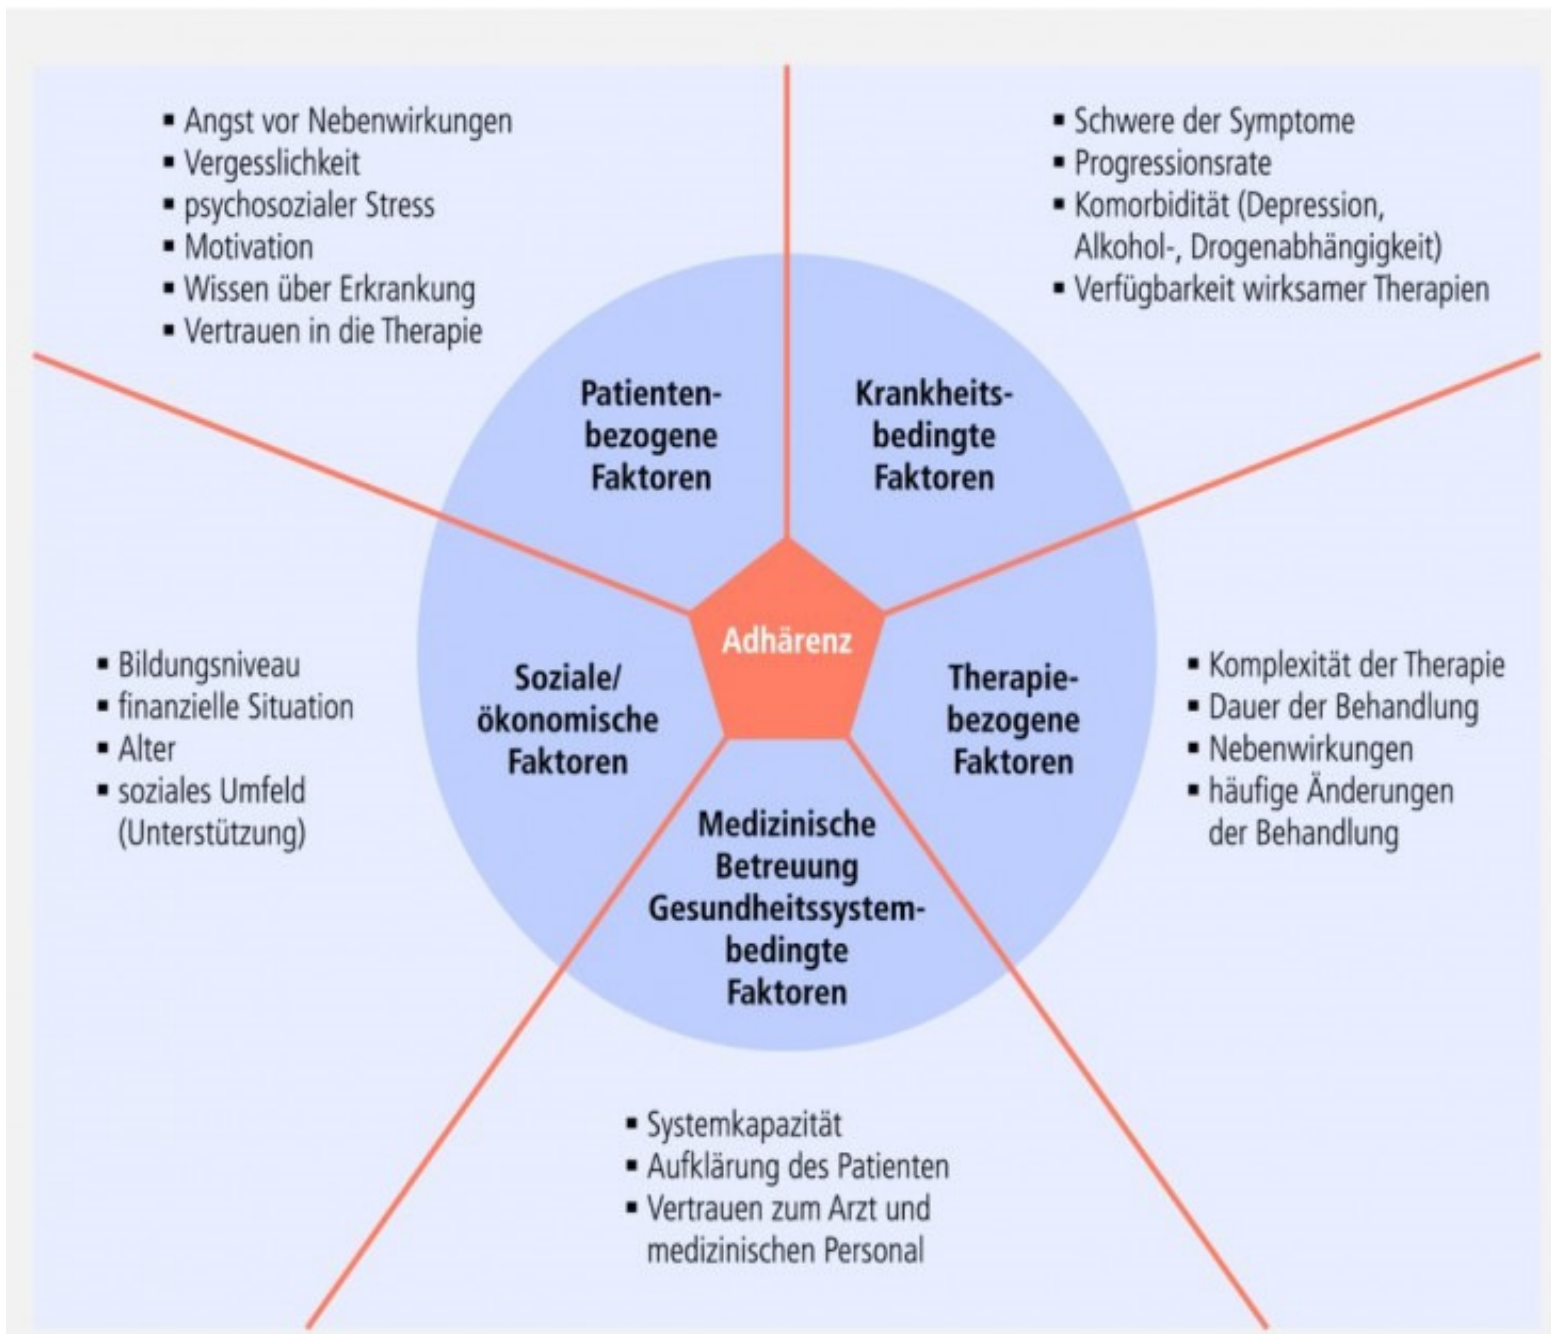 ▪ Angst vor Nebenwirkungen
▪ Vergesslichkeit
▪ psychosozialer Stress
▪ Motivation
▪ Wissen über Erkrankung
▪ Vertrauen in die Therapie
▪ Schwere der Symptome
▪ Progressionsrate
▪ Komorbidität (Depression,
Alkohol-, Drogenabhängigkeit)
▪ Verfügbarkeit wirksamer Therapien
Patienten-
bezogene
Faktoren
Krankheits-
bedingte
Faktoren
Adhärenz
▪ Bildungsniveau
▪ finanzielle Situation
▪ Alter
▪ soziales Umfeld
(Unterstützung)
Soziale/
ökonomische
Faktoren
Therapie-
bezogene
Faktoren
▪ Komplexität der Therapie
▪ Dauer der Behandlung
▪ Nebenwirkungen
▪ häufige Änderungen
der Behandlung
Medizinische
Betreuung
Gesundheitssystem-
bedingte
Faktoren
▪ Systemkapazität
▪ Aufklärung des Patienten
▪ Vertrauen zum Arzt und
medizinischen Personal